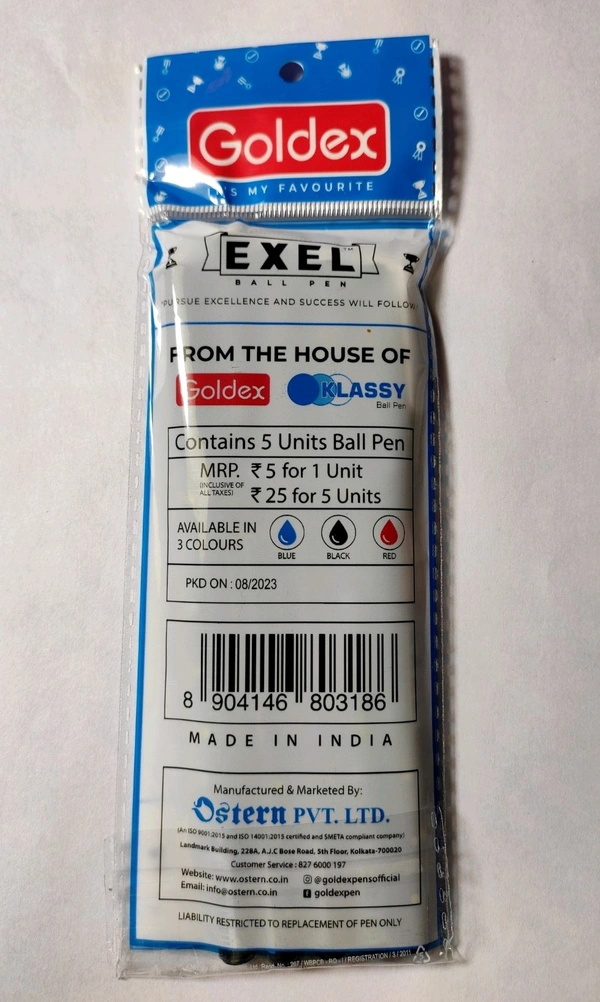 Goldex
IT'S MY FAVOURITE
EXEL™
BALL PEN
"PURSUE EXCELLENCE AND SUCCESS WILL FOLLOW"
FROM THE HOUSE OF
Goldex KLASSY
Ball Pen
Contains 5 Units Ball Pen
MRP. ₹ 5 for 1 Unit
(INCLUSIVE OF ALL TAXES) ₹ 25 for 5 Units
AVAILABLE IN
3 COLOURS
BLUE BLACK RED
PKD ON : 08/2023
8 904146 803186
MADE IN INDIA
Manufactured & Marketed By:
Ostern PVT. LTD.
(An ISO 9001:2015 and ISO 14001:2015 certified and SMETA compliant company)
Landmark Building, 228A, A.J.C Bose Road, 5th Floor, Kolkata-700020
Customer Service : 827 6000 197
Website: www.ostern.co.in @goldexpensofficial
Email: info@ostern.co.in goldexpen
LIABILITY RESTRICTED TO REPLACEMENT OF PEN ONLY
Ltd. Regn. No.